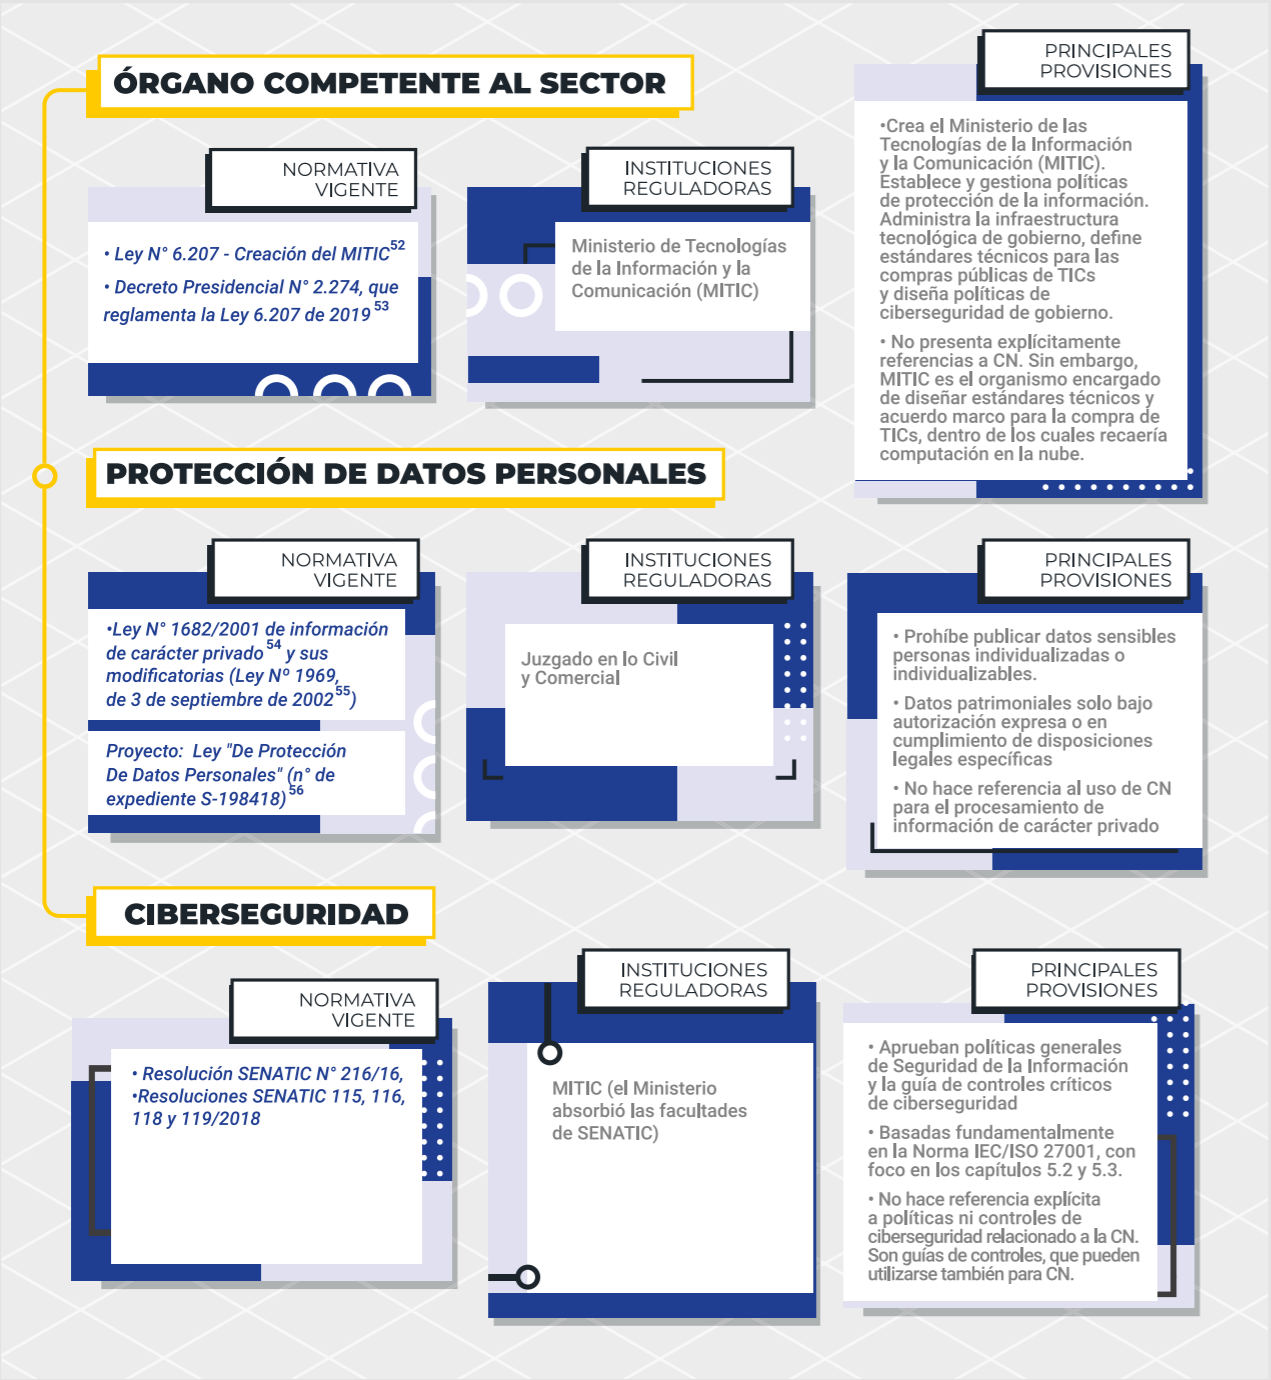 ÓRGANO COMPETENTE AL SECTOR
NORMATIVA
VIGENTE
• Ley N° 6.207 - Creación del MITIC52
• Decreto Presidencial N° 2.274, que
reglamenta la Ley 6.207 de 2019 53
INSTITUCIONES
REGULADORAS
Ministerio de Tecnologías
de la Información y la
Comunicación (MITIC)
PRINCIPALES
PROVISIONES
•Crea el Ministerio de las
Tecnologías de la Información
y la Comunicación (MITIC).
Establece y gestiona políticas
de protección de la información.
Administra la infraestructura
tecnológica de gobierno, define
estándares técnicos para las
compras públicas de TICs
y diseña políticas de
ciberseguridad de gobierno.
• No presenta explícitamente
referencias a CN. Sin embargo,
MITIC es el organismo encargado
de diseñar estándares técnicos y
acuerdo marco para la compra de
TICs, dentro de los cuales recaería
computación en la nube.
PROTECCIÓN DE DATOS PERSONALES
NORMATIVA
VIGENTE
•Ley N° 1682/2001 de información
de carácter privado 54 y sus
modificatorias (Ley Nº 1969,
de 3 de septiembre de 2002 55)
Proyecto: Ley "De Protección
De Datos Personales" (n° de
expediente S-198418) 56
INSTITUCIONES
REGULADORAS
Juzgado en lo Civil
y Comercial
PRINCIPALES
PROVISIONES
• Prohíbe publicar datos sensibles
personas individualizadas o
individualizables.
• Datos patrimoniales solo bajo
autorización expresa o en
cumplimiento de disposiciones
legales específicas
• No hace referencia al uso de CN
para el procesamiento de
información de carácter privado
CIBERSEGURIDAD
NORMATIVA
VIGENTE
• Resolución SENATIC N° 216/16,
•Resoluciones SENATIC 115, 116,
118 y 119/2018
INSTITUCIONES
REGULADORAS
MITIC (el Ministerio
absorbió las facultades
de SENATIC)
PRINCIPALES
PROVISIONES
• Aprueban políticas generales
de Seguridad de la Información
y la guía de controles críticos
de ciberseguridad
• Basadas fundamentalmente
en la Norma IEC/ISO 27001, con
foco en los capítulos 5.2 y 5.3.
• No hace referencia explícita
a políticas ni controles de
ciberseguridad relacionado a la CN.
Son guías de controles, que pueden
utilizarse también para CN.